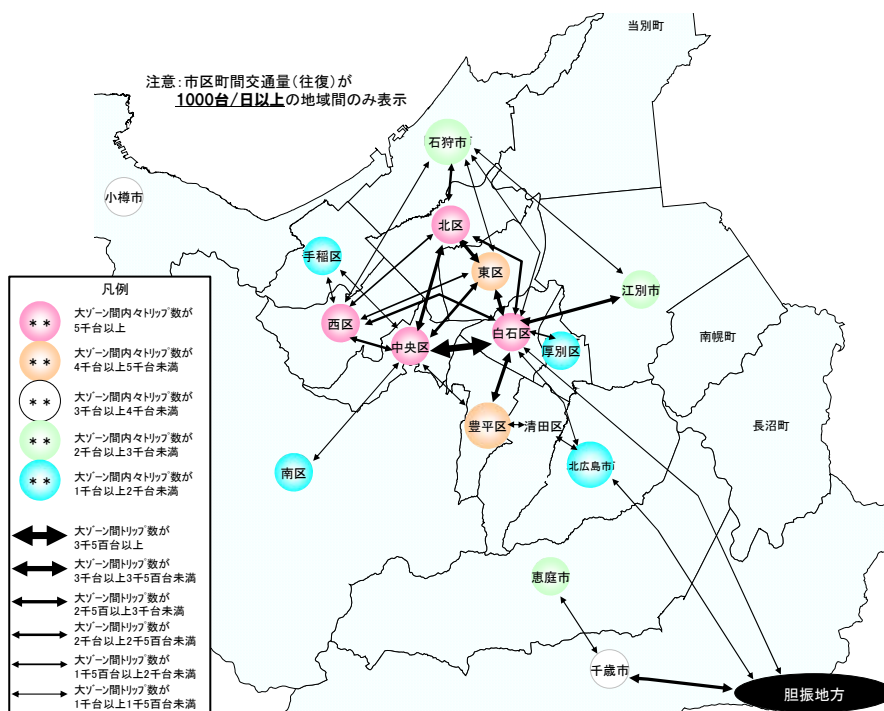 当別町
注意：市区町間交通量（往復）が
1000台/日以上の地域間のみ表示
石狩市
小樽市
北区
手稲区
東区
江別市
西区
白石区
中央区
厚別区
南幌町
長沼町
豊平区
清田区
南区
北広島市
恵庭市
千歳市
胆振地方
凡例
** 大ゾーン間内々トリップ数が
5千台以上
** 大ゾーン間内々トリップ数が
4千台以上5千台未満
** 大ゾーン間内々トリップ数が
3千台以上4千台未満
** 大ゾーン間内々トリップ数が
2千台以上3千台未満
** 大ゾーン間内々トリップ数が
1千台以上2千台未満
大ゾーン間トリップ数が
3千5百台以上
大ゾーン間トリップ数が
3千台以上3千5百台未満
大ゾーン間トリップ数が
2千5百以上3千台未満
大ゾーン間トリップ数が
2千台以上2千5百台未満
大ゾーン間トリップ数が
1千5百台以上2千台未満
大ゾーン間トリップ数が
1千台以上1千5百台未満